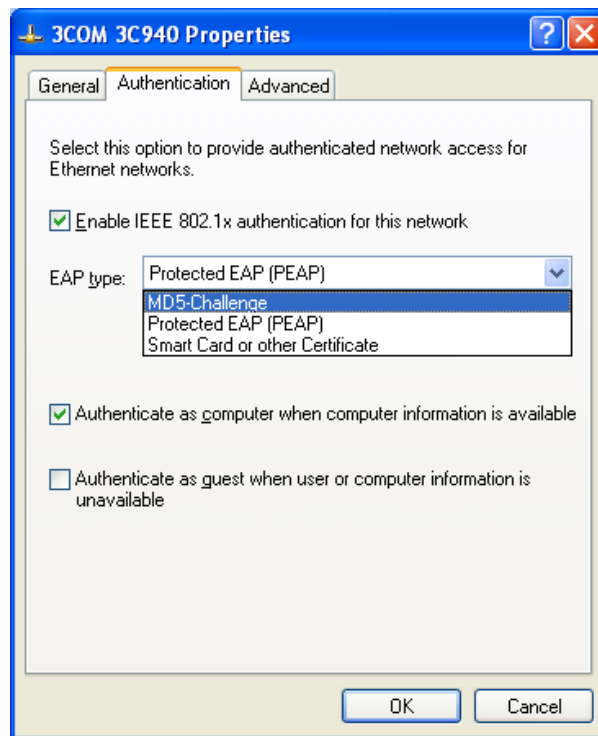 3COM 3C940 Properties
General Authentication Advanced
Select this option to provide authenticated network access for
Ethernet networks.
Enable IEEE 802.1x authentication for this network
EAP type: Protected EAP (PEAP)
MD5-Challenge
Protected EAP (PEAP)
Smart Card or other Certificate
Authenticate as computer when computer information is available
Authenticate as guest when user or computer information is
unavailable
OK Cancel